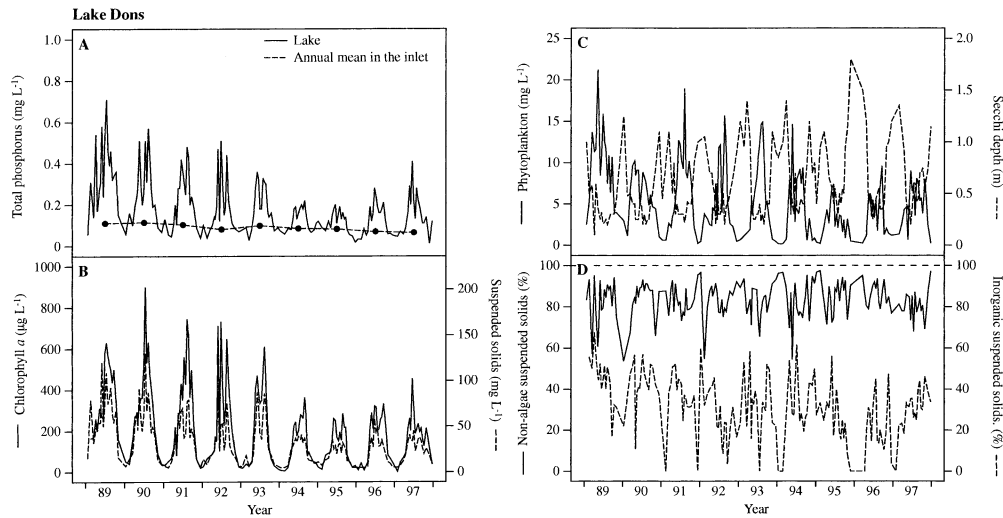 Lake Dons
A
Lake
Annual mean in the inlet
Total phosphorus (mg L⁻¹)
1.0
0.8
0.6
0.4
0.2
0
B
Chlorophyll a (µg L⁻¹)
1000
800
600
400
200
0
Suspended solids (mg L⁻¹)
200
150
100
50
0
89 90 91 92 93 94 95 96 97
Year
C
Phytoplankton (mg L⁻¹)
25
20
15
10
5
0
Secchi depth (m)
2.0
1.5
1.0
0.5
0
D
Non-algae suspended solids (%)
100
80
60
40
20
0
Inorganic suspended solids. (%)
100
80
60
40
20
0
89 90 91 92 93 94 95 96 97
Year